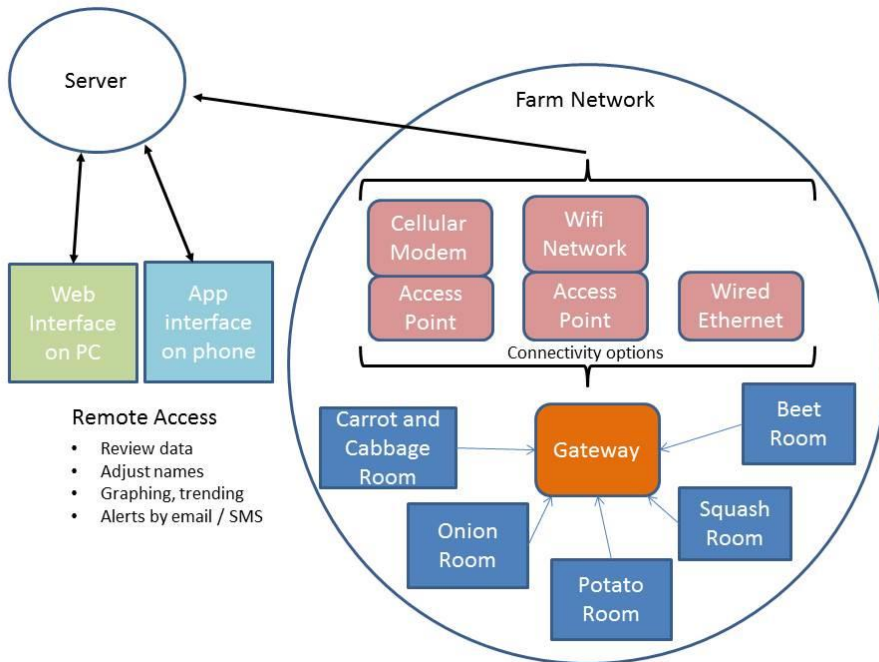 Server
Farm Network
Cellular
Modem
Wifi
Network
Access
Point
Access
Point
Wired
Ethernet
Connectivity options
Web
Interface
on PC
App
interface
on phone
Remote Access
• Review data
• Adjust names
• Graphing, trending
• Alerts by email / SMS
Carrot and
Cabbage
Room
Gateway
Beet
Room
Onion
Room
Squash
Room
Potato
Room